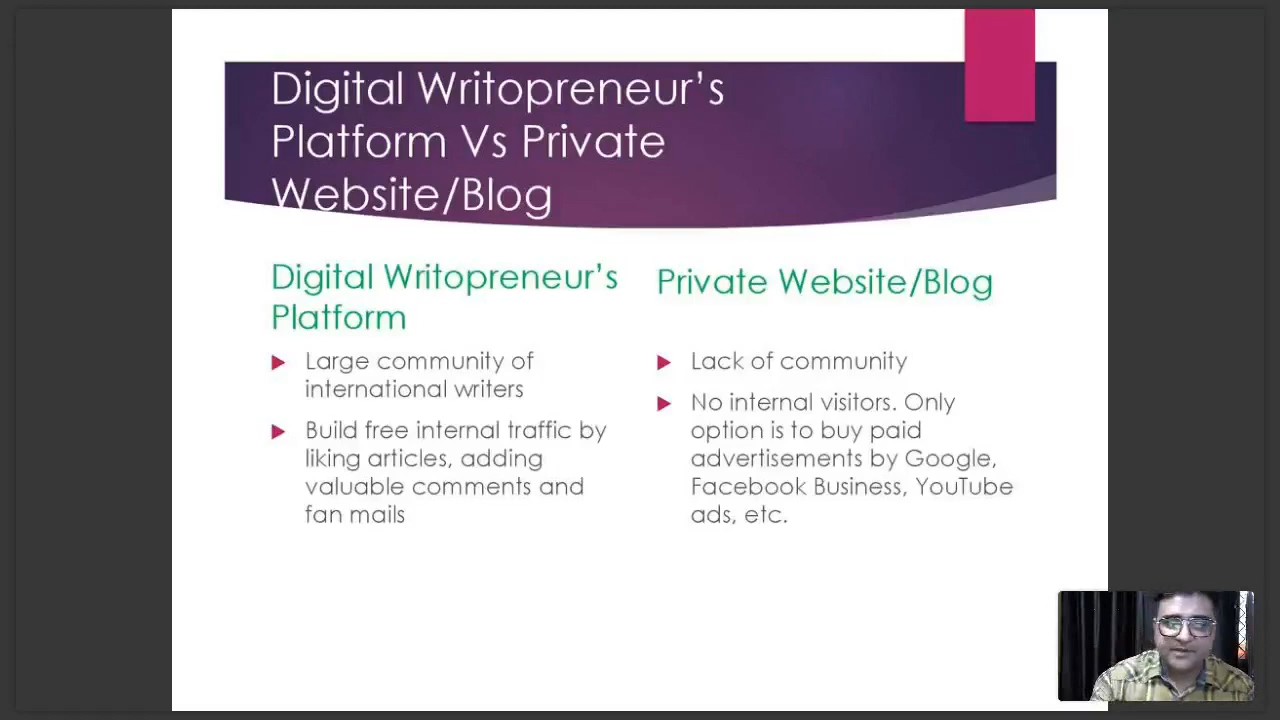 Digital Writopreneur's
Platform Vs Private
Website/Blog
Digital Writopreneur's
Platform
Large community of
international writers
Build free internal traffic by
liking articles, adding
valuable comments and
fan mails
Private Website/Blog
Lack of community
No internal visitors. Only
option is to buy paid
advertisements by Google,
Facebook Business, YouTube
ads, etc.